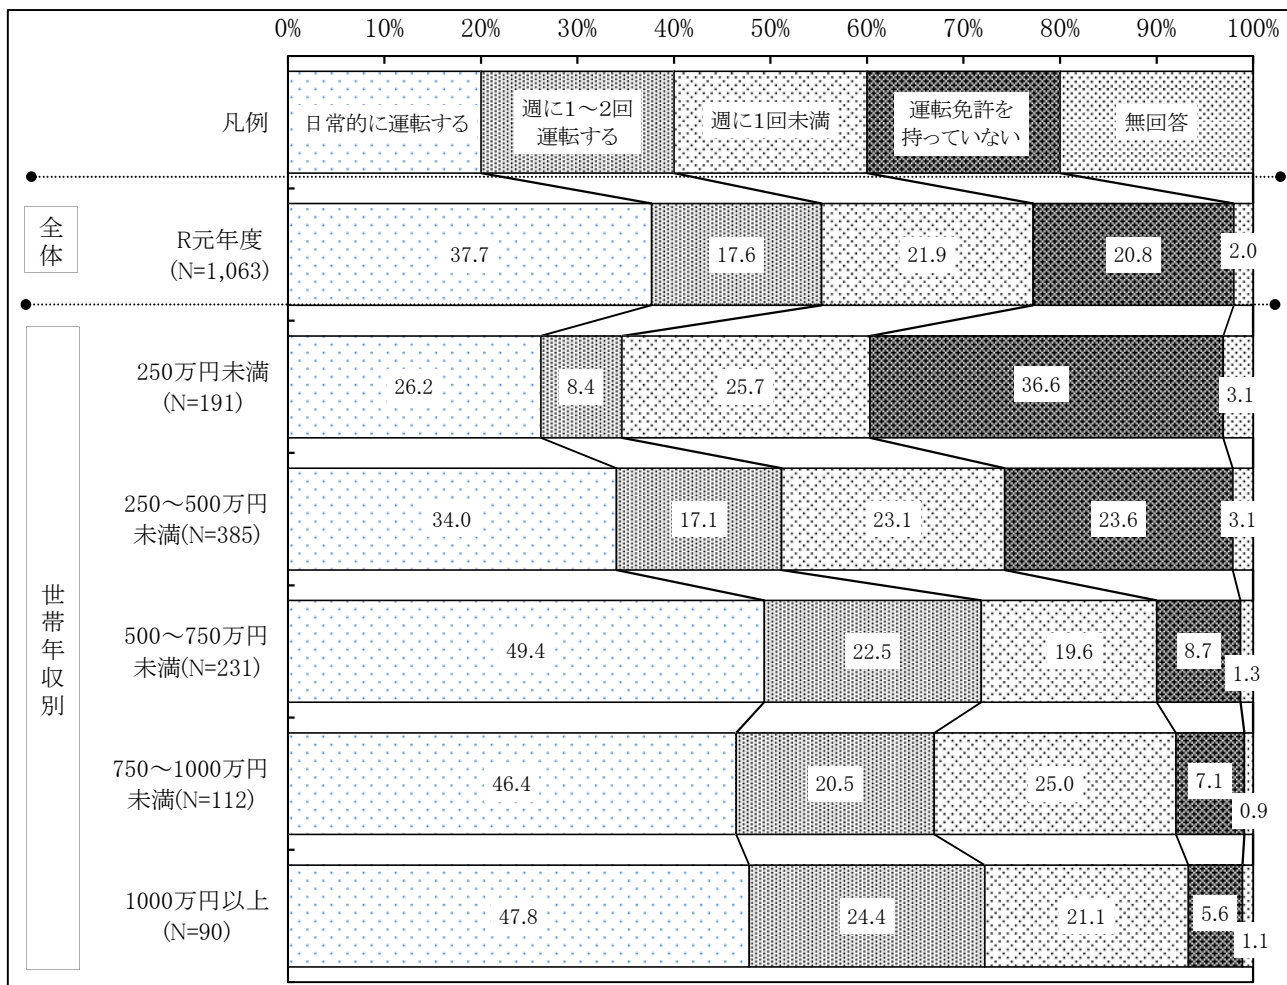 0% 10% 20% 30% 40% 50% 60% 70% 80% 90% 100%
凡例
日常的に運転する
週に1～2回
運転する
週に1回未満
運転免許を
持っていない
無回答
全体
R元年度
(N=1,063)
37.7 17.6 21.9 20.8 2.0
世帯年収別
250万円未満
(N=191)
26.2 8.4 25.7 36.6 3.1
250～500万円
未満(N=385)
34.0 17.1 23.1 23.6 3.1
500～750万円
未満(N=231)
49.4 22.5 19.6 8.7 1.3
750～1000万円
未満(N=112)
46.4 20.5 25.0 7.1 0.9
1000万円以上
(N=90)
47.8 24.4 21.1 5.6 1.1